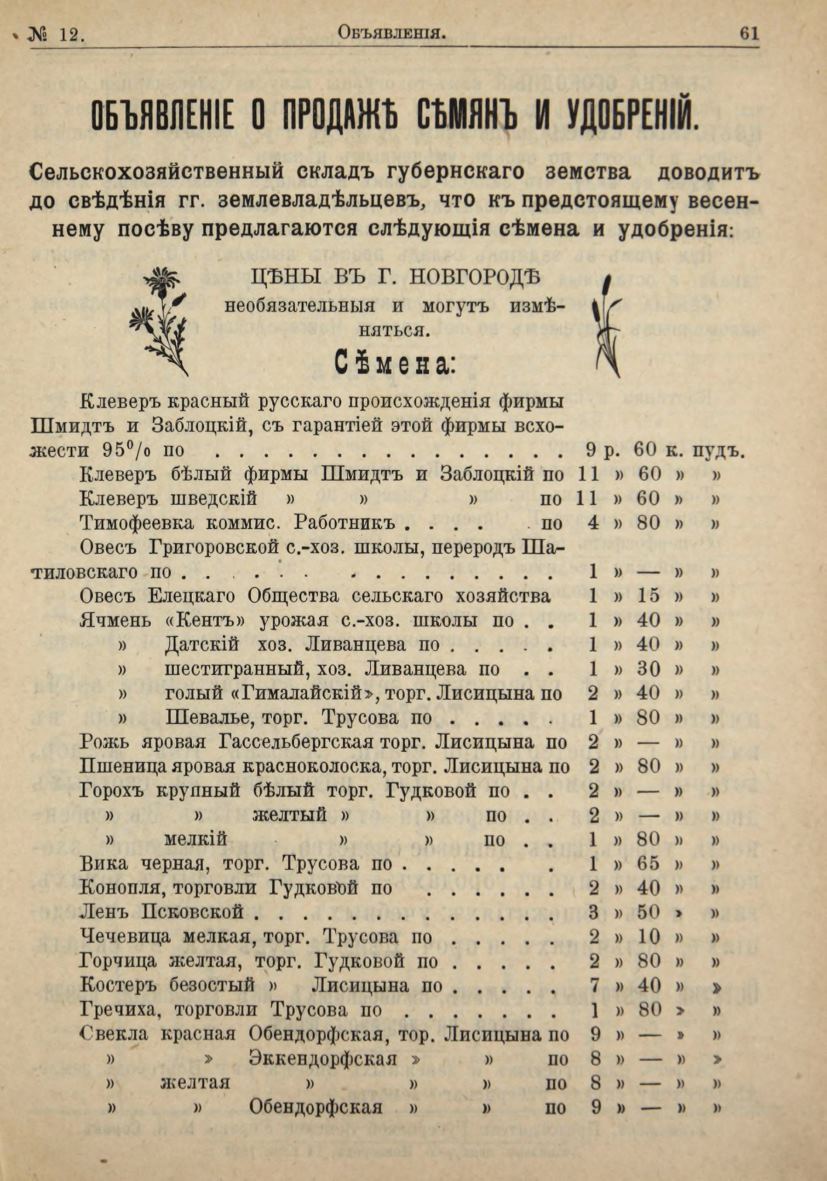 № 12.
Объявленія.
61
ОБЪЯВЛЕНІЕ О ПРОДАЖѢ СѢМЯНЪ И УДОБРЕНІЙ.
Сельскохозяйственный складъ губернскаго земства доводитъ
до свѣдѣнія гг. землевладѣльцевъ, что къ предстоящему весен-
нему посѣву предлагаются слѣдующія сѣмена и удобренія:
ЦѢНЫ ВЪ Г. НОВГОРОДѢ
необязательныя и могутъ измѣ-
няться.
Сѣмена:
Клеверъ красный русскаго происхожденія фирмы
Шмидтъ и Заблоцкій, съ гарантіей этой фирмы всхо-
жести 95% по . . . . . . . . . . . . . . . 9 р. 60 к. пудъ.
Клеверъ бѣлый фирмы Шмидтъ и Заблоцкій по 11 » 60 » »
Клеверъ шведскій » » » по 11 » 60 » »
Тимофеевка коммис. Работникъ . . . . по 4 » 80 » »
Овесъ Григоровской с.-хоз. школы, переродъ Ша-
тиловскаго по . . . . . . . . . . . . . . . 1 » — » »
Овесъ Елецкаго Общества сельскаго хозяйства 1 » 15 » »
Ячмень «Кентъ» урожая с.-хоз. школы по . . 1 » 40 » »
» Датскій хоз. Ливанцева по . . . . . 1 » 40 » »
» шестигранный, хоз. Ливанцева по . . 1 » 30 » »
» голый «Гималайскій», торг. Лисицына по 2 » 40 » »
» Шевалье, торг. Трусова по . . . . . 1 » 80 » »
Рожь яровая Гассельбергская торг. Лисицына по 2 » — » »
Пшеница яровая красноколоска, торг. Лисицына по 2 » 80 » »
Горохъ крупный бѣлый торг. Гудковой по . . 2 » — » »
» » желтый » » по . . 2 » — » »
» мелкій » » по . . 1 » 80 » »
Вика черная, торг. Трусова по . . . . . . 1 » 65 » »
Конопля, торговли Гудковой по . . . . . . 2 » 40 » »
Ленъ Псковской . . . . . . . . . . . . . 3 » 50 » »
Чечевица мелкая, торг. Трусова по . . . . . 2 » 10 » »
Горчица желтая, торг. Гудковой по . . . . . 2 » 80 » »
Костеръ безостый » Лисицына по . . . . . 7 » 40 » »
Гречиха, торговли Трусова по . . . . . . . 1 » 80 » »
Свекла красная Обендорфская, тор. Лисицына по 9 » — » »
» » Эккендорфская » » по 8 » — » »
» желтая » » » по 8 » — » »
» » Обендорфская » » по 9 » — » »